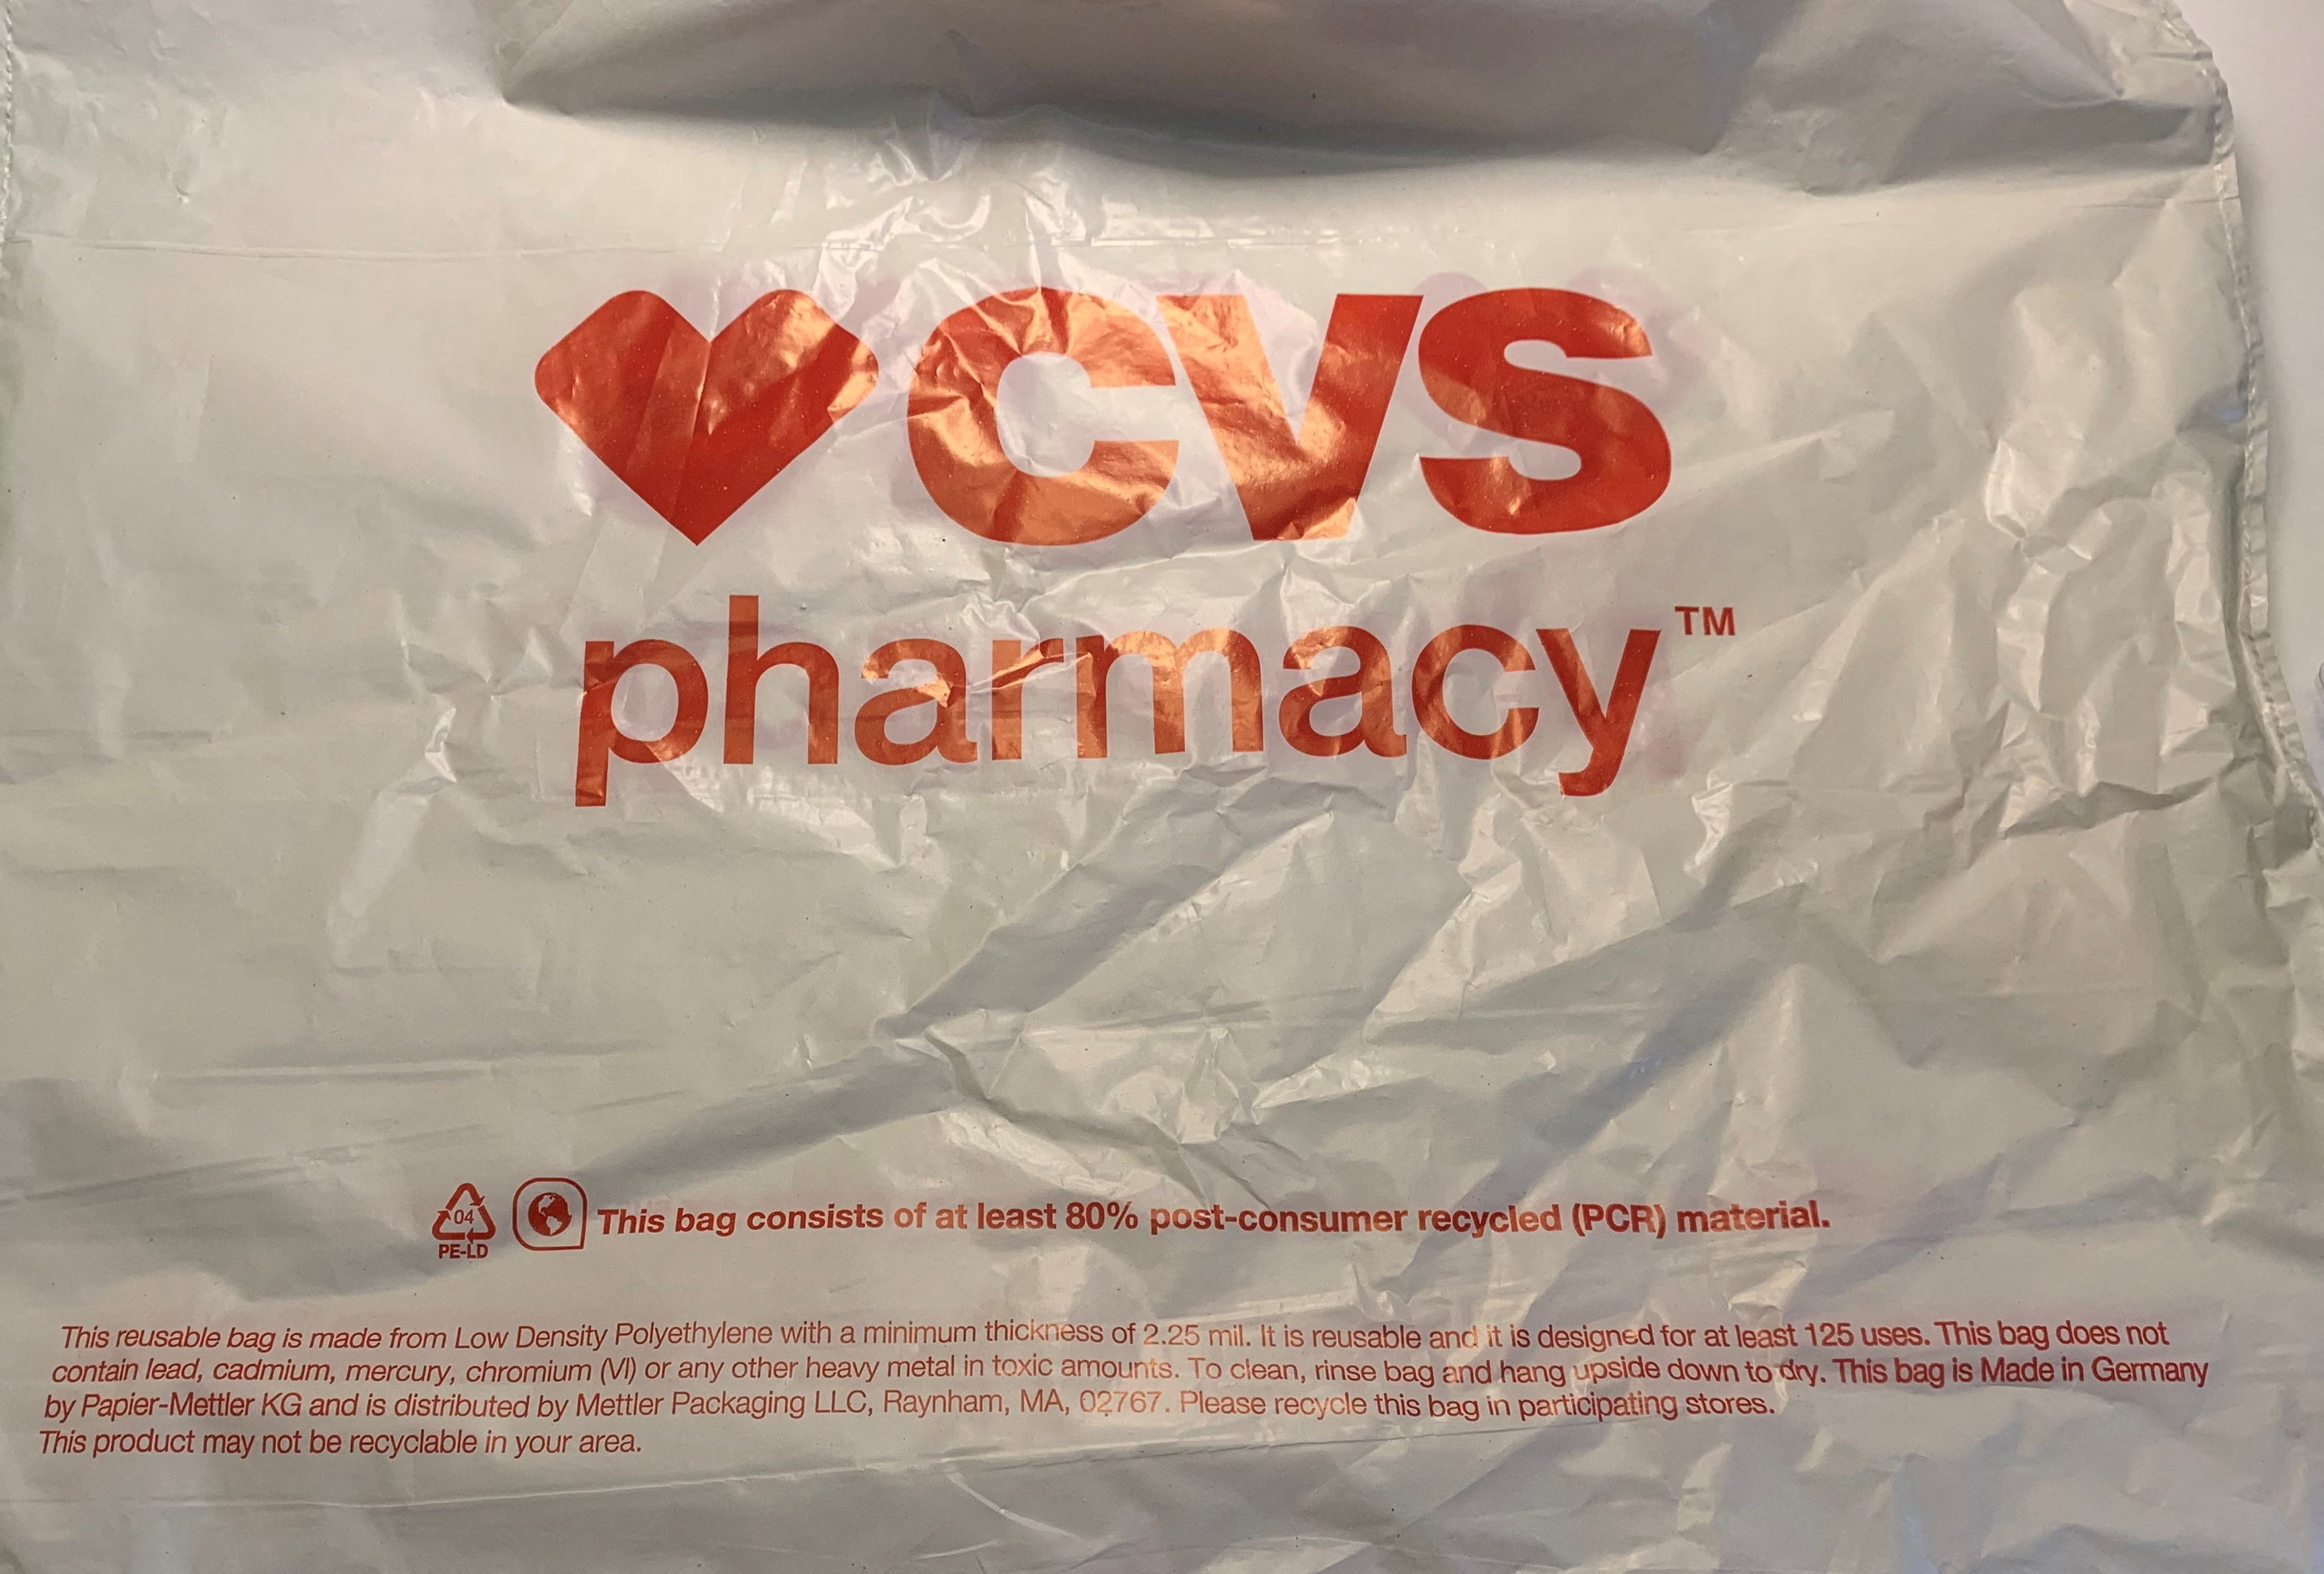 CVS
pharmacy™
04
PE-LD
This bag consists of at least 80% post-consumer recycled (PCR) material.
This reusable bag is made from Low Density Polyethylene with a minimum thickness of 2.25 mil. It is reusable and it is designed for at least 125 uses. This bag does not
contain lead, cadmium, mercury, chromium (VI) or any other heavy metal in toxic amounts. To clean, rinse bag and hang upside down to dry. This bag is Made in Germany
by Papier-Mettler KG and is distributed by Mettler Packaging LLC, Raynham, MA, 02767. Please recycle this bag in participating stores.
This product may not be recyclable in your area.